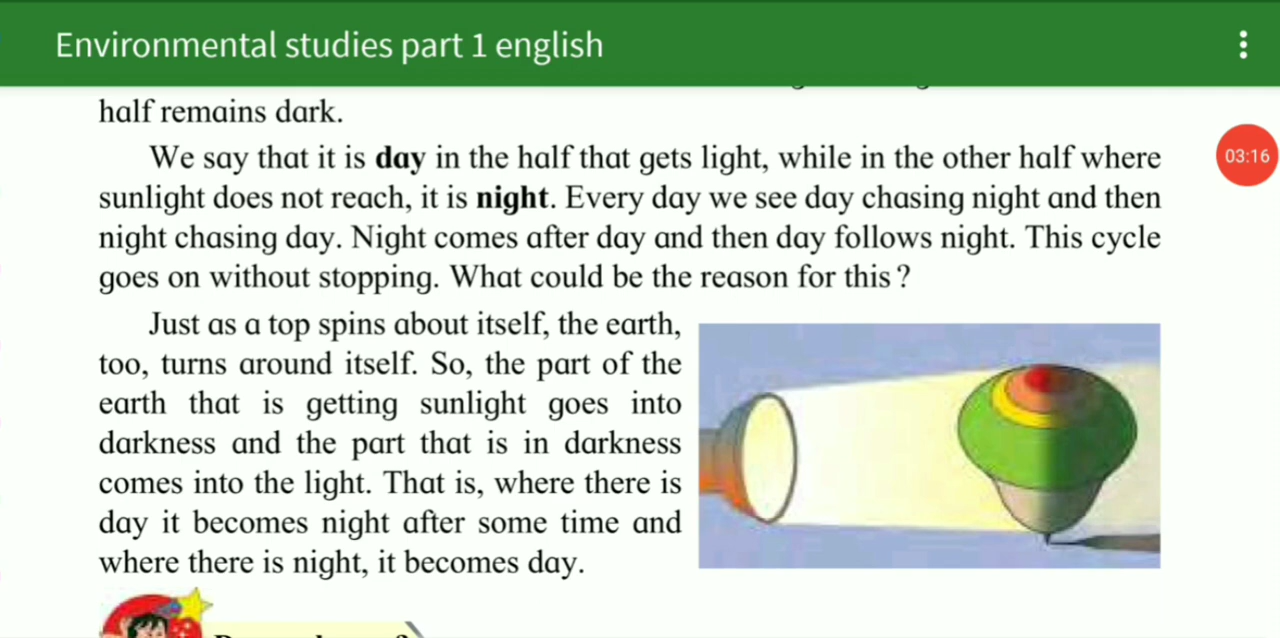 Environmental studies part 1 english
half remains dark.
03:16
We say that it is day in the half that gets light, while in the other half where
sunlight does not reach, it is night. Every day we see day chasing night and then
night chasing day. Night comes after day and then day follows night. This cycle
goes on without stopping. What could be the reason for this ?
Just as a top spins about itself, the earth,
too, turns around itself. So, the part of the
earth that is getting sunlight goes into
darkness and the part that is in darkness
comes into the light. That is, where there is
day it becomes night after some time and
where there is night, it becomes day.